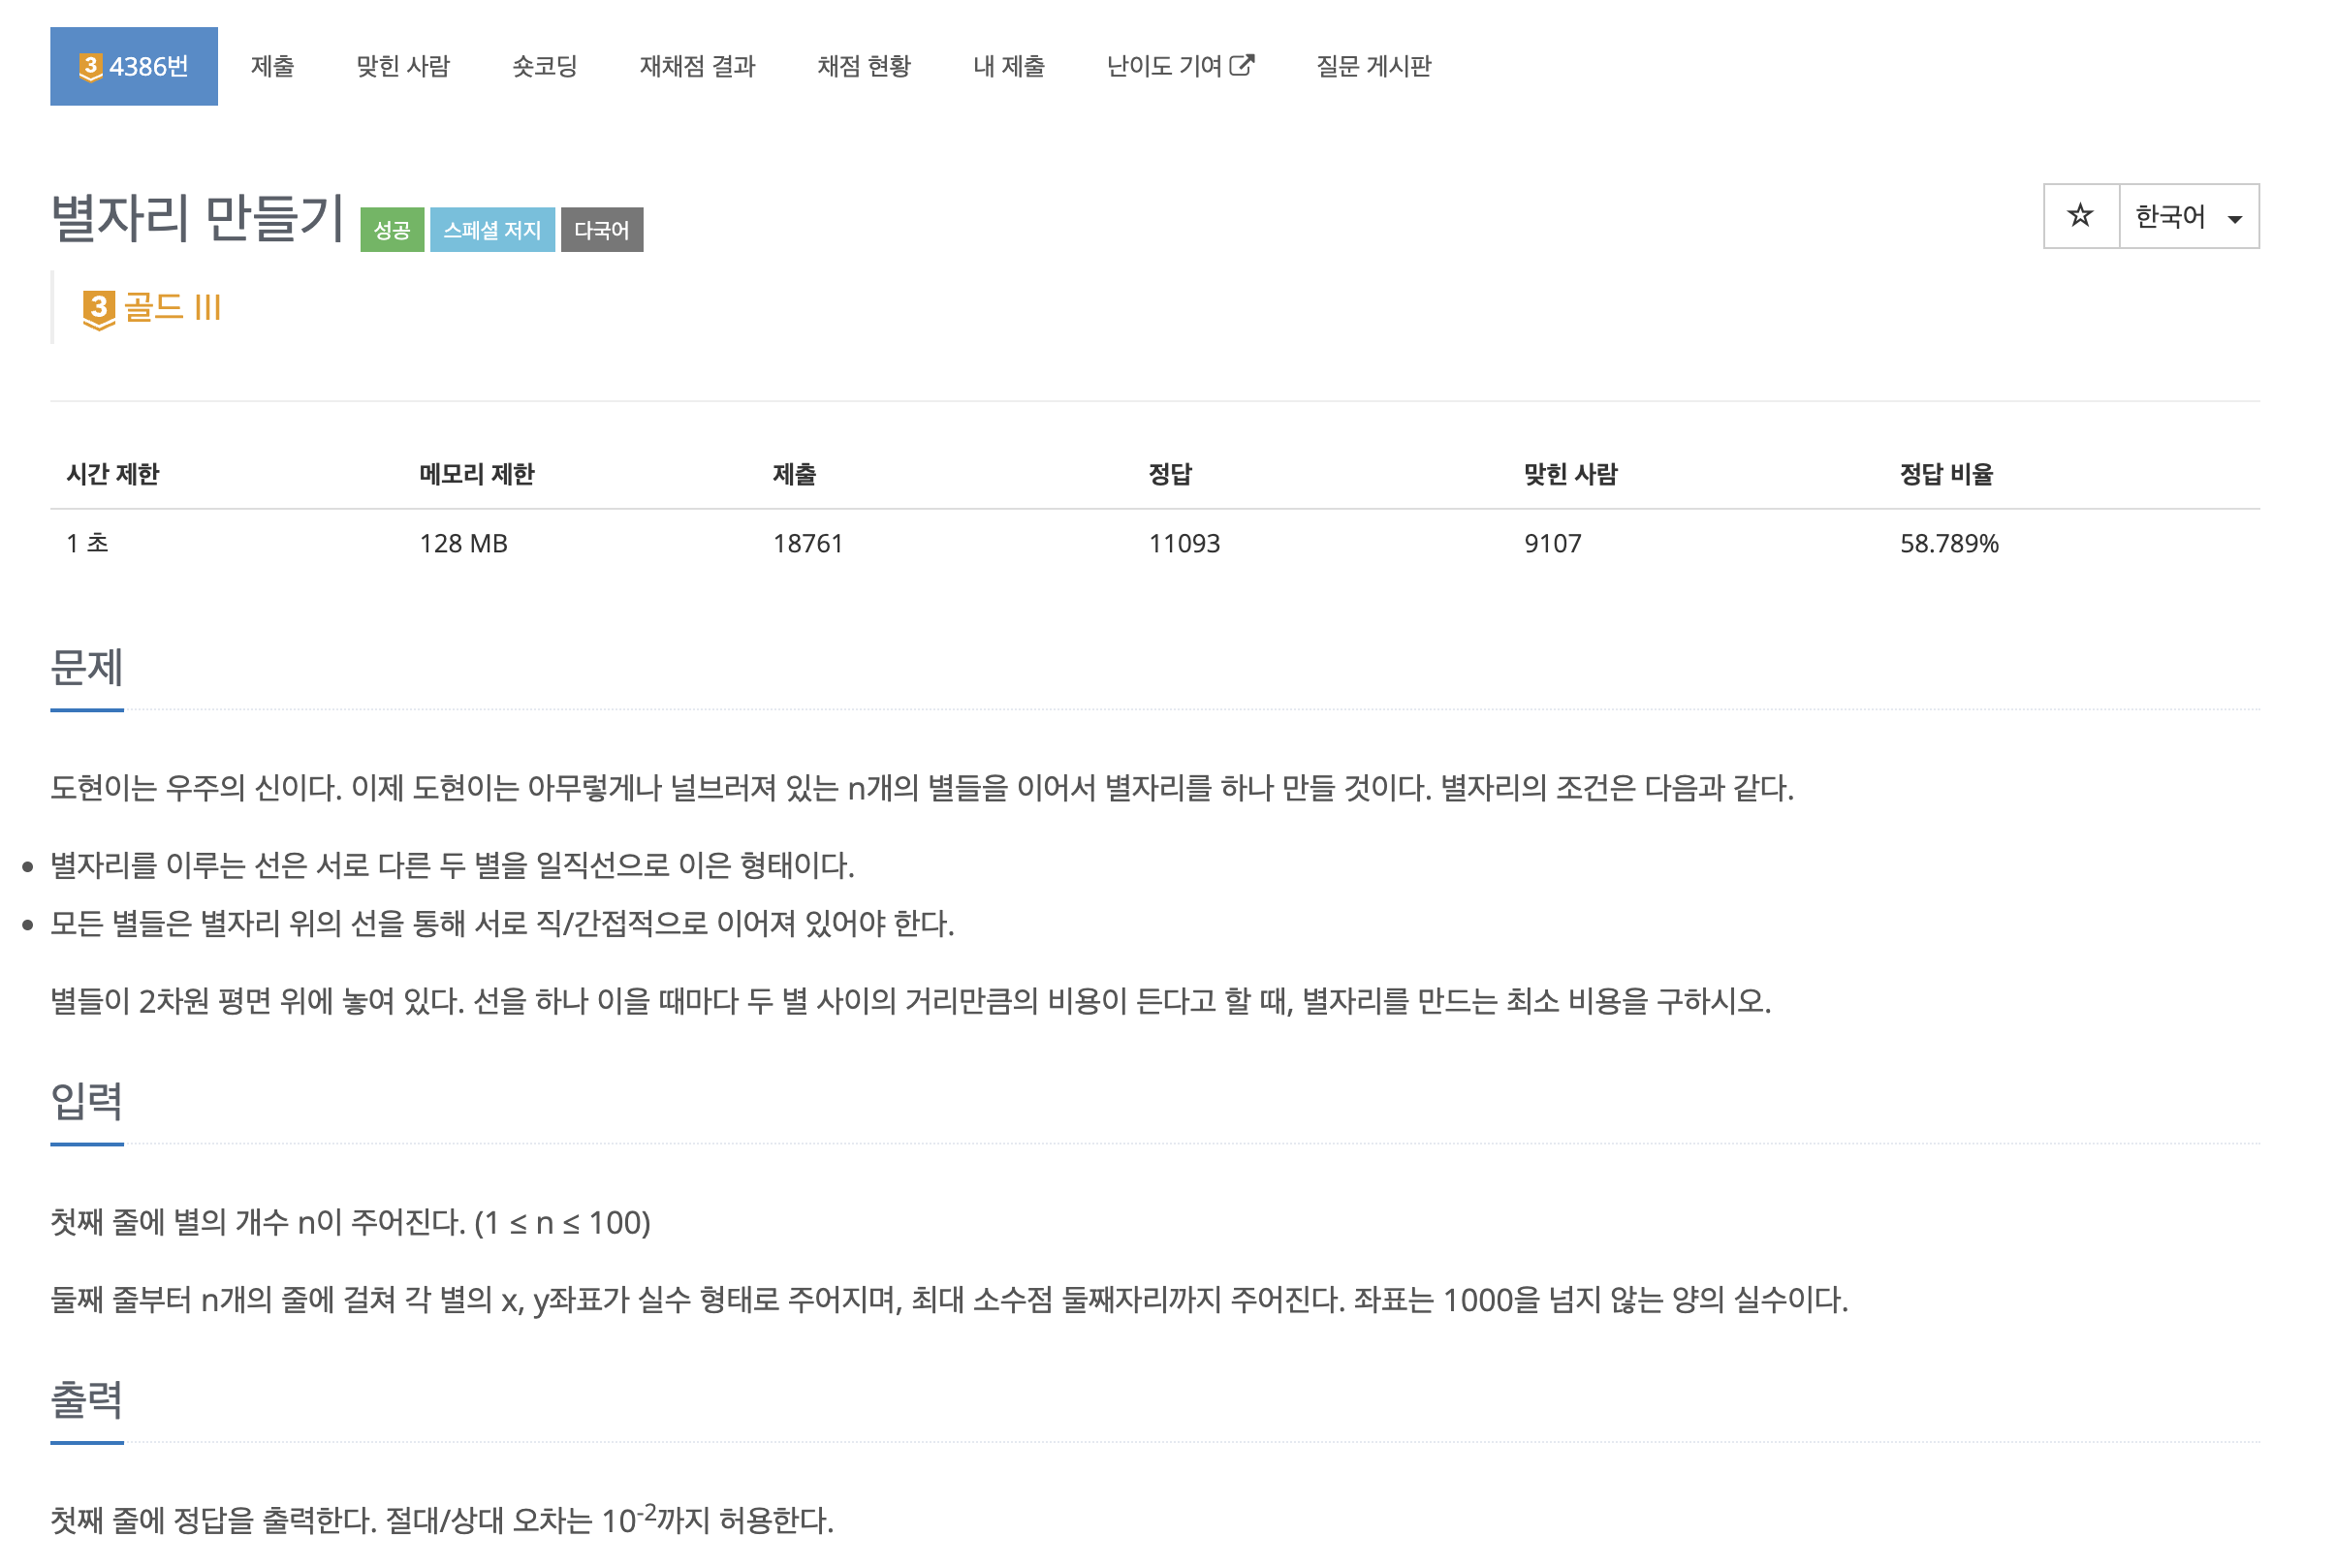 3 4386번 제출 맞힌 사람 숏코딩 재채점 결과 채점 현황 내 제출 난이도 기여 질문 게시판
별자리 만들기 성공 스페셜 저지 다국어 한국어
3 골드 III
시간 제한 메모리 제한 제출 정답 맞힌 사람 정답 비율
1 초 128 MB 18761 11093 9107 58.789%
문제
도현이는 우주의 신이다. 이제 도현이는 아무렇게나 널브러져 있는 n개의 별들을 이어서 별자리를 하나 만들 것이다. 별자리의 조건은 다음과 같다.
• 별자리를 이루는 선은 서로 다른 두 별을 일직선으로 이은 형태이다.
• 모든 별들은 별자리 위의 선을 통해 서로 직/간접적으로 이어져 있어야 한다.
별들이 2차원 평면 위에 놓여 있다. 선을 하나 이을 때마다 두 별 사이의 거리만큼의 비용이 든다고 할 때, 별자리를 만드는 최소 비용을 구하시오.
입력
첫째 줄에 별의 개수 n이 주어진다. (1 ≤ n ≤ 100)
둘째 줄부터 n개의 줄에 걸쳐 각 별의 x, y좌표가 실수 형태로 주어지며, 최대 소수점 둘째자리까지 주어진다. 좌표는 1000을 넘지 않는 양의 실수이다.
출력
첫째 줄에 정답을 출력한다. 절대/상대 오차는 10⁻²까지 허용한다.